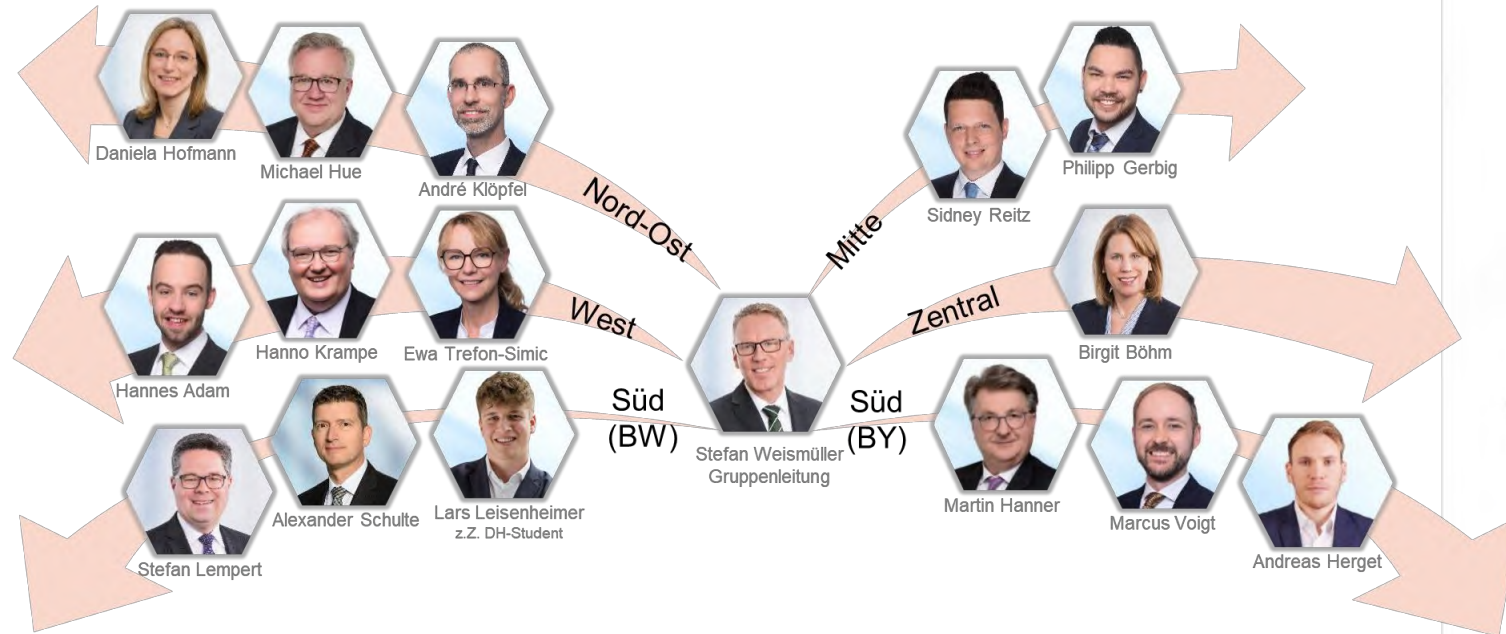 Daniela Hofmann
Michael Hue
André Klöpfel
Nord-Ost
Mitte
Sidney Reitz
Philipp Gerbig
Hannes Adam
Hanno Krampe
Ewa Trefon-Simic
West
Zentral
Birgit Böhm
Stefan Lempert
Alexander Schulte
Lars Leisenheimer
z.Z. DH-Student
Süd
(BW)
Stefan Weismüller
Gruppenleitung
Süd
(BY)
Martin Hanner
Marcus Voigt
Andreas Herget